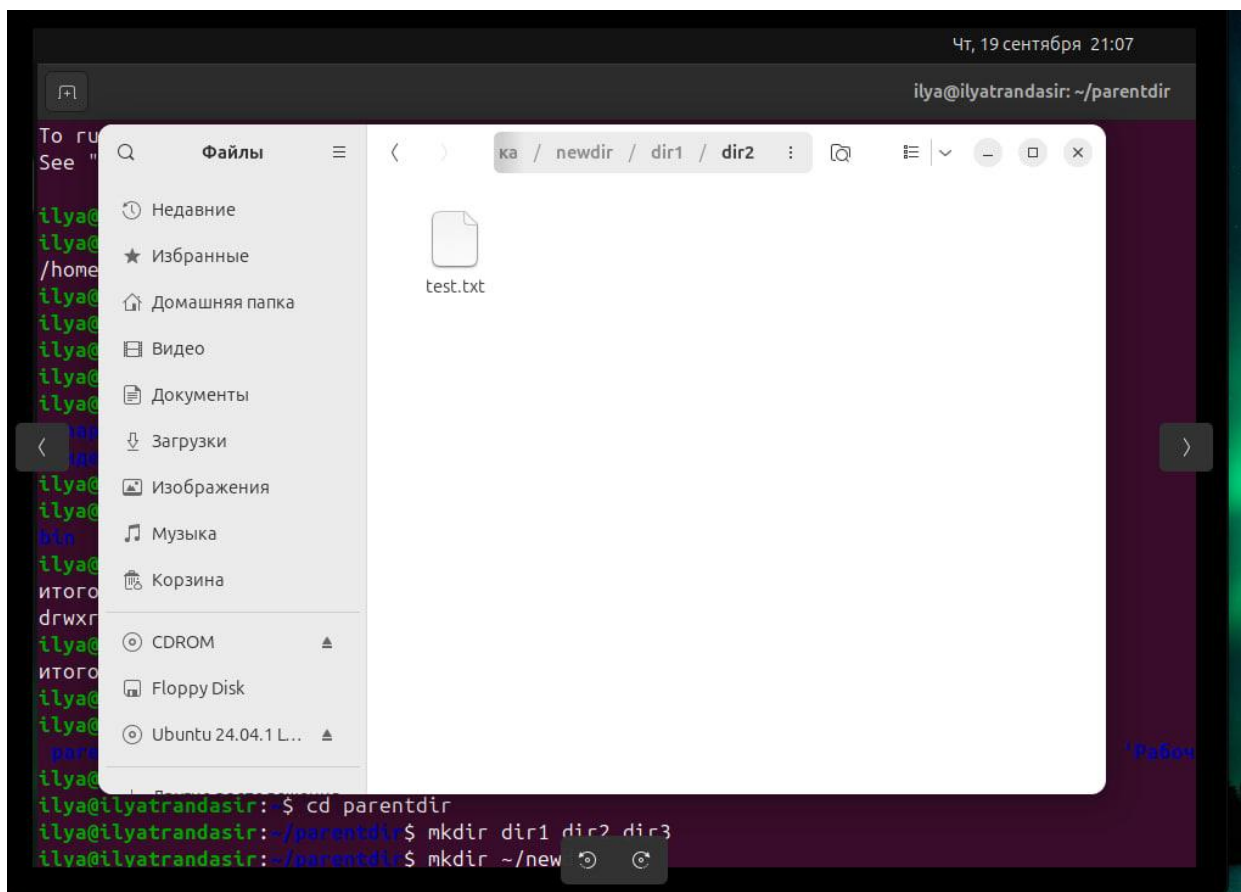 Чт, 19 сентября 21:07
ilya@ilyatrandasir: ~/parentdir
To ru
See "
Файлы
ка / newdir / dir1 / dir2
Недавние
Избранные
Домашняя папка
Видео
Документы
Загрузки
Изображения
Музыка
Корзина
CDROM
Floppy Disk
Ubuntu 24.04.1 L...
test.txt
ilya@
ilya@
/home
ilya@
ilya@
ilya@
ilya@
ilya@
ilya@
ilya@
bin
ilya@
итого
drwxr
ilya@
итого
ilya@
ilya@
pare
'Рабоч
ilya@
ilya@ilyatrandasir:~$ cd parentdir
ilya@ilyatrandasir:~/parentdir$ mkdir dir1 dir2 dir3
ilya@ilyatrandasir:~/parentdir$ mkdir ~/new